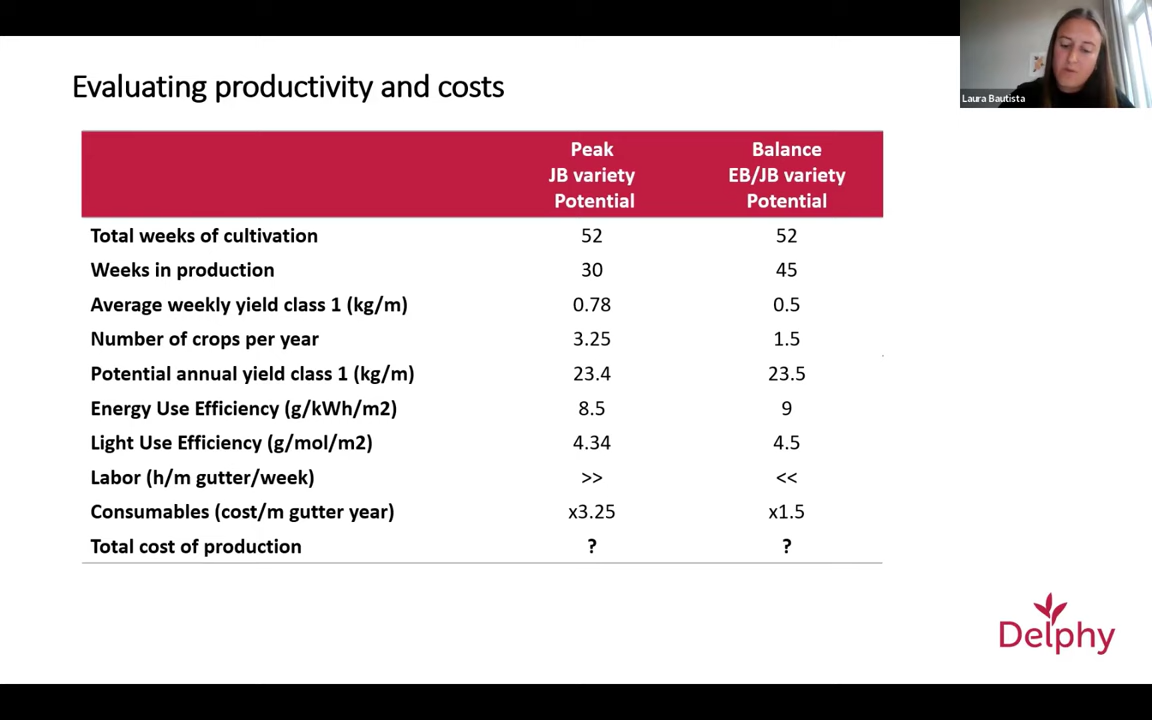 Laura Bautista
Evaluating productivity and costs
Peak JB variety Potential Balance EB/JB variety Potential
Total weeks of cultivation 52 52
Weeks in production 30 45
Average weekly yield class 1 (kg/m) 0.78 0.5
Number of crops per year 3.25 1.5
Potential annual yield class 1 (kg/m) 23.4 23.5
Energy Use Efficiency (g/kWh/m2) 8.5 9
Light Use Efficiency (g/mol/m2) 4.34 4.5
Labor (h/m gutter/week) >> <<
Consumables (cost/m gutter year) x3.25 x1.5
Total cost of production ? ?
Delphy